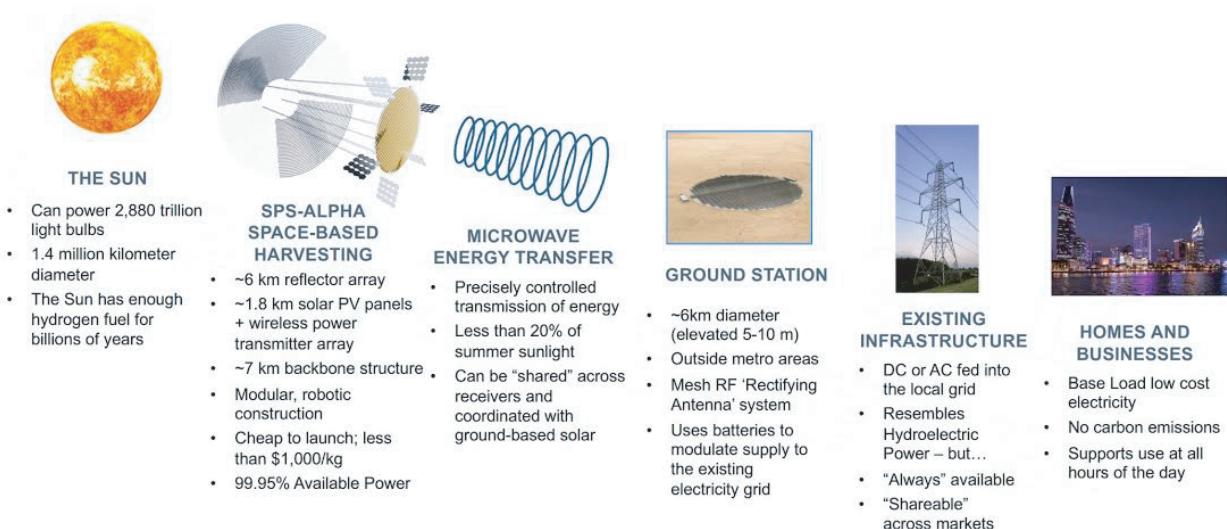 THE SUN
• Can power 2,880 trillion
light bulbs
• 1.4 million kilometer
diameter
• The Sun has enough
hydrogen fuel for
billions of years
SPS-ALPHA
SPACE-BASED
HARVESTING
• ~6 km reflector array
• ~1.8 km solar PV panels
+ wireless power
transmitter array
• ~7 km backbone structure
• Modular, robotic
construction
• Cheap to launch; less
than $1,000/kg
• 99.95% Available Power
MICROWAVE
ENERGY TRANSFER
• Precisely controlled
transmission of energy
• Less than 20% of
summer sunlight
• Can be “shared” across
receivers and
coordinated with
ground-based solar
GROUND STATION
• ~6km diameter
(elevated 5-10 m)
• Outside metro areas
• Mesh RF ‘Rectifying
Antenna’ system
• Uses batteries to
modulate supply to
the existing
electricity grid
EXISTING
INFRASTRUCTURE
• DC or AC fed into
the local grid
• Resembles
Hydroelectric
Power – but…
• “Always” available
• “Shareable”
across markets
HOMES AND
BUSINESSES
• Base Load low cost
electricity
• No carbon emissions
• Supports use at all
hours of the day